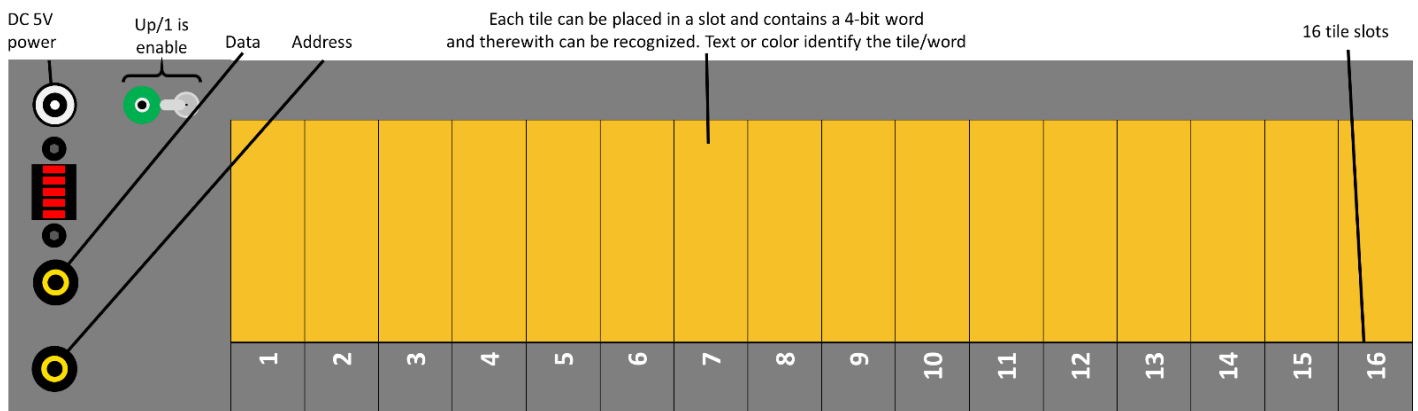 DC 5V
power
Up/1 is
enable
Data
Address
Each tile can be placed in a slot and contains a 4-bit word
and therewith can be recognized. Text or color identify the tile/word
16 tile slots
1
2
3
4
5
6
7
8
9
10
11
12
13
14
15
16